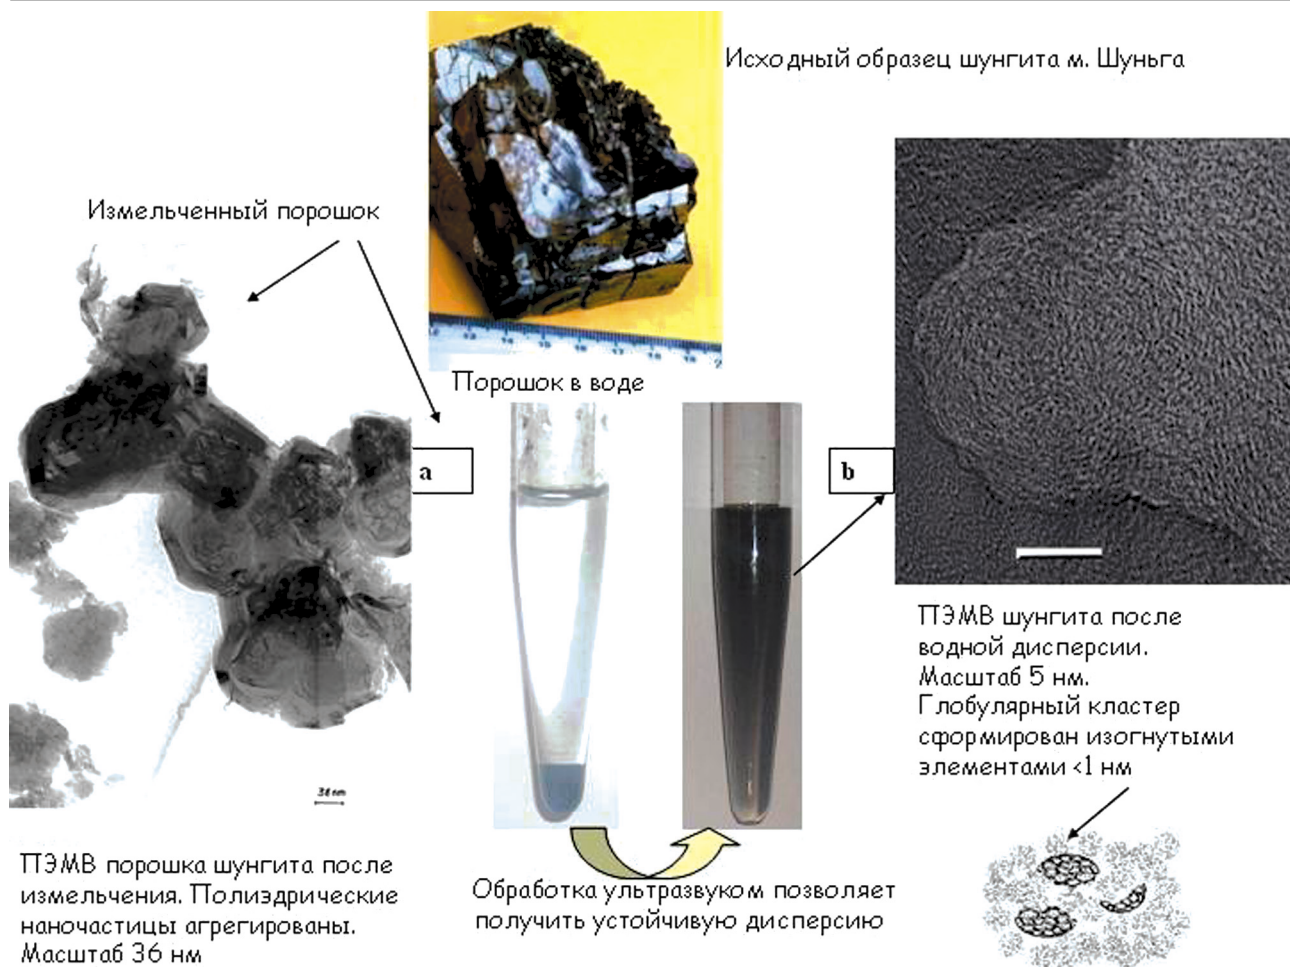 Исходный образец шунгита м. Шуньга
Измельченный порошок
Порошок в воде
a
b
ПЭМВ шунгита после
водной дисперсии.
Масштаб 5 нм.
Глобулярный кластер
сформирован изогнутыми
элементами <1 нм
36nm
ПЭМВ порошка шунгита после
измельчения. Полиэдрические
наночастицы агрегированы.
Масштаб 36 нм
Обработка ультразвуком позволяет
получить устойчивую дисперсию